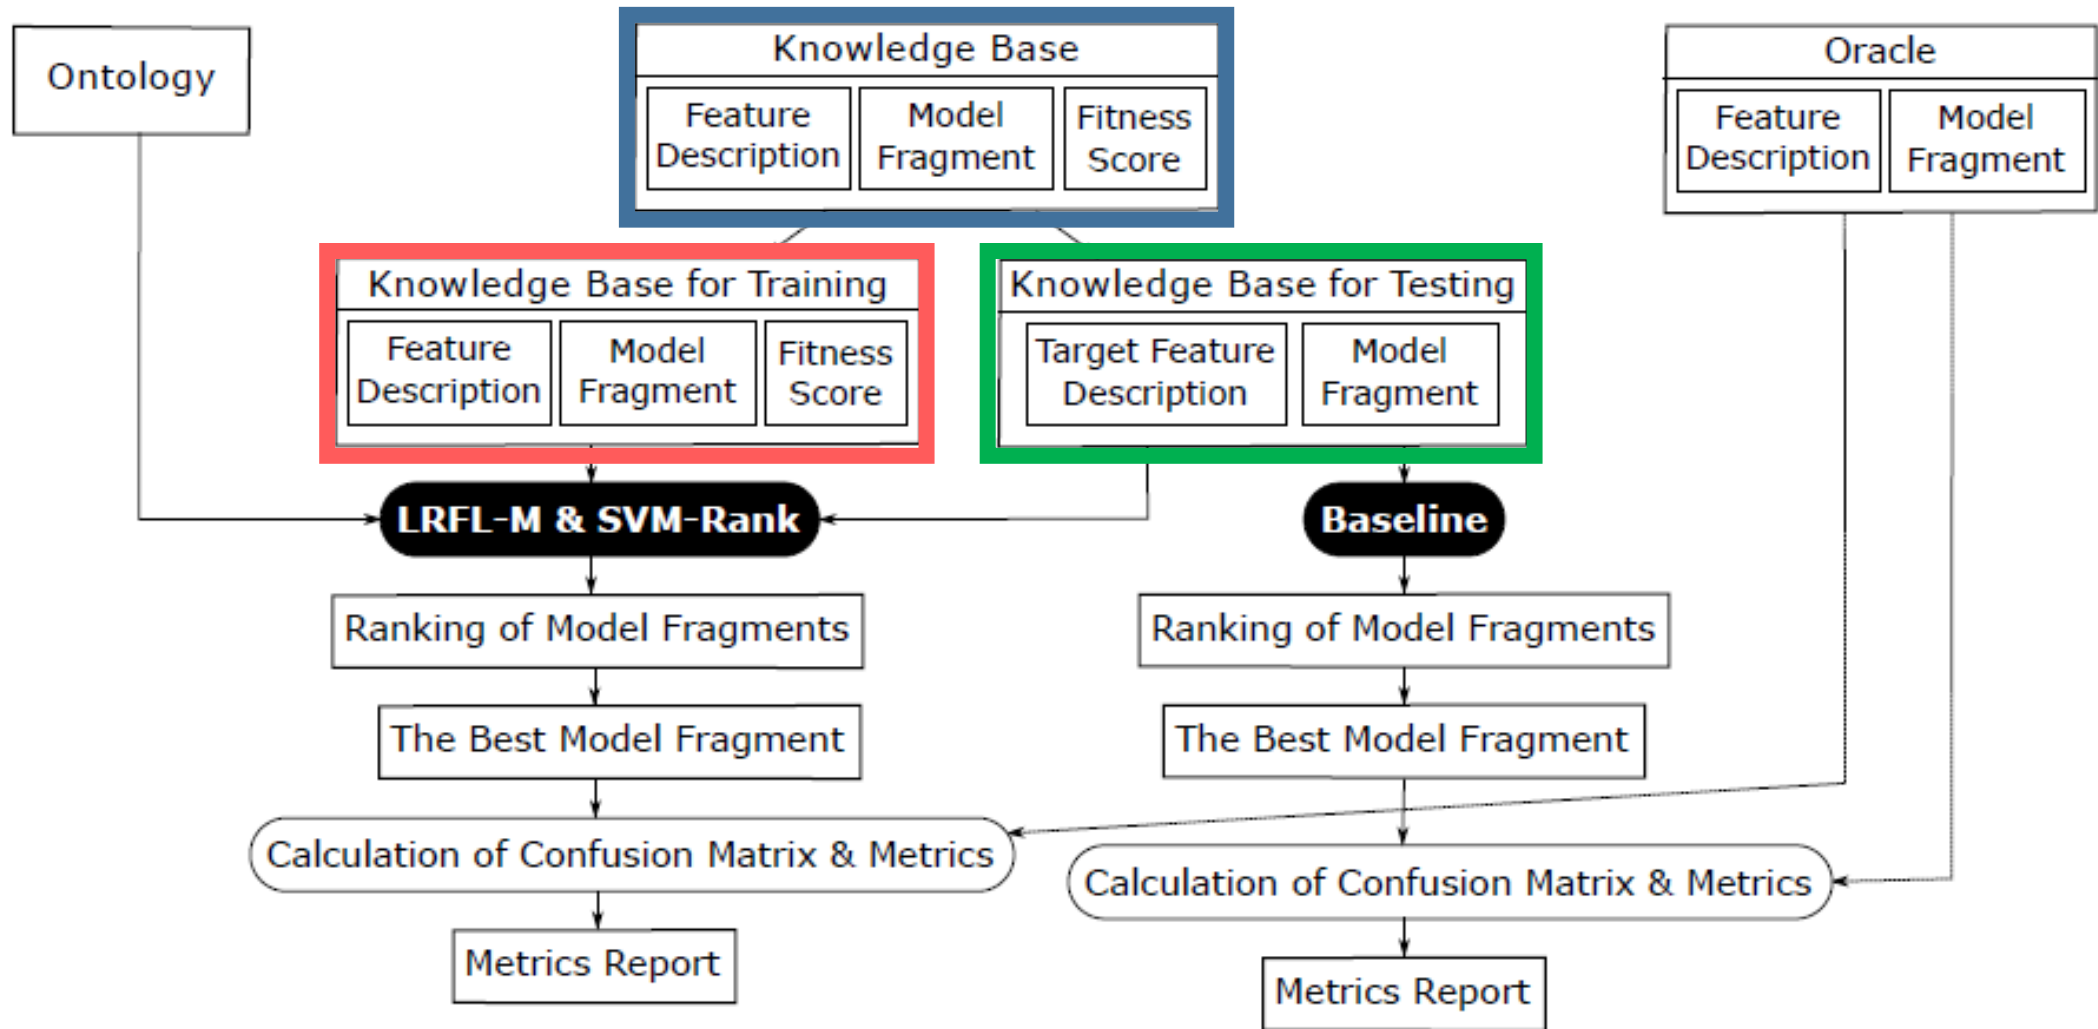 Ontology
Knowledge Base
Feature
Description
Model
Fragment
Fitness
Score
Oracle
Feature
Description
Model
Fragment
Knowledge Base for Training
Feature
Description
Model
Fragment
Fitness
Score
Knowledge Base for Testing
Target Feature
Description
Model
Fragment
LRFL-M & SVM-Rank
Baseline
Ranking of Model Fragments
Ranking of Model Fragments
The Best Model Fragment
The Best Model Fragment
Calculation of Confusion Matrix & Metrics
Calculation of Confusion Matrix & Metrics
Metrics Report
Metrics Report